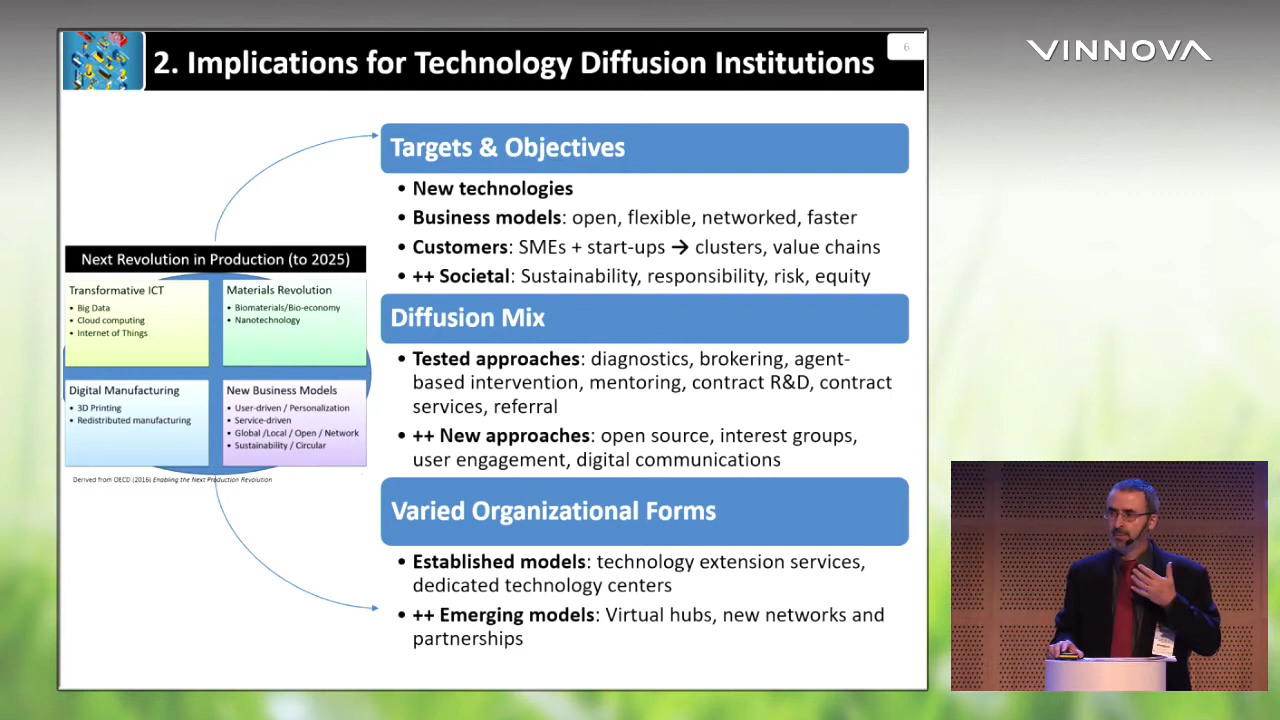 VINNOVA
6
2. Implications for Technology Diffusion Institutions
Targets & Objectives
• New technologies
• Business models: open, flexible, networked, faster
• Customers: SMEs + start-ups → clusters, value chains
• ++ Societal: Sustainability, responsibility, risk, equity
Next Revolution in Production (to 2025)
Transformative ICT
• Big Data
• Cloud computing
• Internet of Things
Materials Revolution
• Biomaterials/Bio-economy
• Nanotechnology
Digital Manufacturing
• 3D Printing
• Redistributed manufacturing
New Business Models
• User-driven / Personalization
• Service-driven
• Global /Local / Open / Network
• Sustainability / Circular
Derived from OECD (2016) Enabling the Next Production Revolution
Diffusion Mix
• Tested approaches: diagnostics, brokering, agent-
based intervention, mentoring, contract R&D, contract
services, referral
• ++ New approaches: open source, interest groups,
user engagement, digital communications
Varied Organizational Forms
• Established models: technology extension services,
dedicated technology centers
• ++ Emerging models: Virtual hubs, new networks and
partnerships